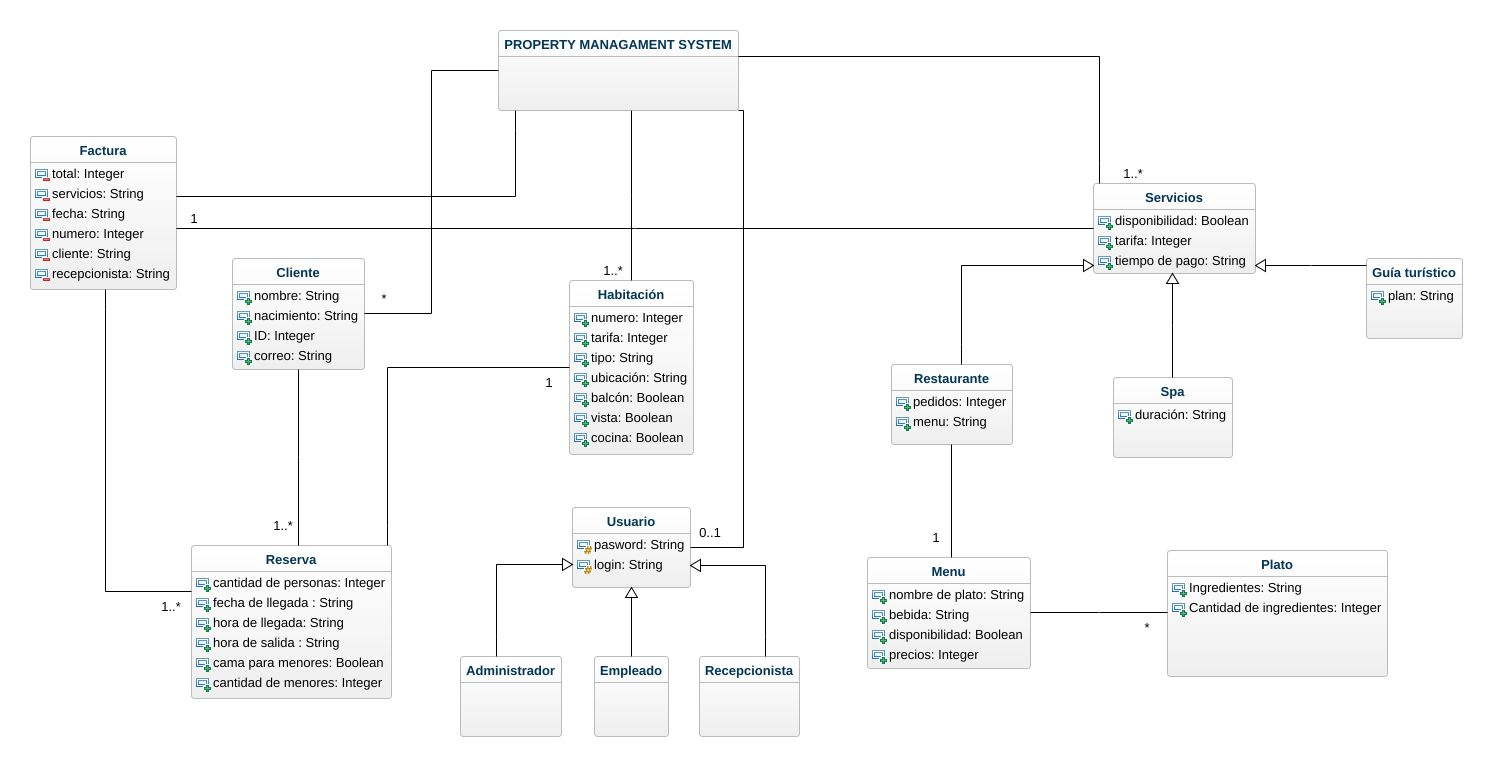 PROPERTY MANAGAMENT SYSTEM
Factura
total: Integer
servicios: String
fecha: String
numero: Integer
cliente: String
recepcionista: String
1
Cliente
nombre: String
nacimiento: String
ID: Integer
correo: String
*
1..*
Habitación
numero: Integer
tarifa: Integer
tipo: String
ubicación: String
balcón: Boolean
vista: Boolean
cocina: Boolean
1
1..*
Servicios
disponibilidad: Boolean
tarifa: Integer
tiempo de pago: String
Guía turístico
plan: String
Restaurante
pedidos: Integer
menu: String
Spa
duración: String
1..*
Reserva
cantidad de personas: Integer
fecha de llegada : String
hora de llegada: String
hora de salida : String
cama para menores: Boolean
cantidad de menores: Integer
1..*
Usuario
pasword: String
login: String
0..1
Administrador
Empleado
Recepcionista
1
Menu
nombre de plato: String
bebida: String
disponibilidad: Boolean
precios: Integer
*
Plato
Ingredientes: String
Cantidad de ingredientes: Integer